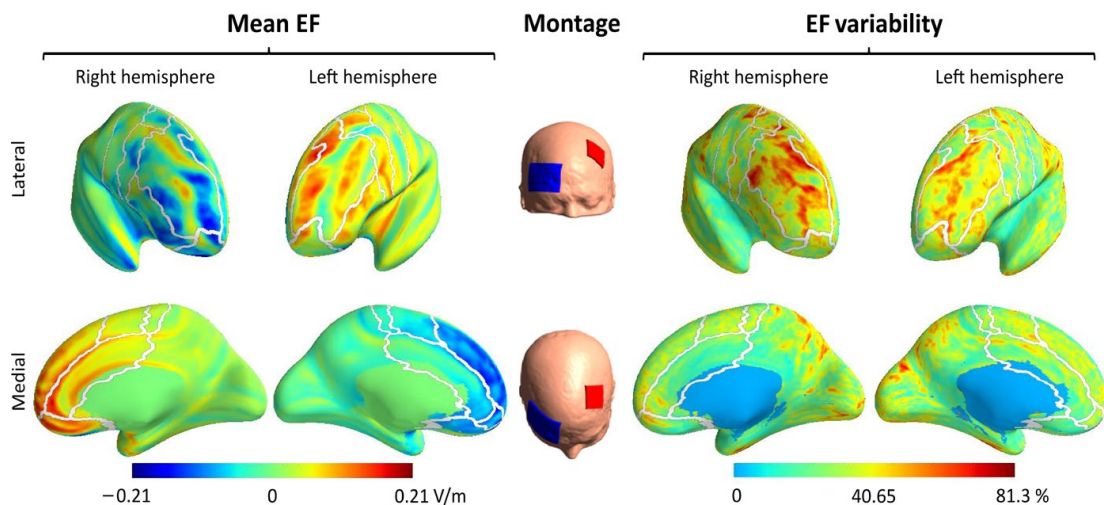 Mean EF
Montage
EF variability
Right hemisphere
Left hemisphere
Right hemisphere
Left hemisphere
Lateral
Medial
−0.21
0
0.21 V/m
0
40.65
81.3 %